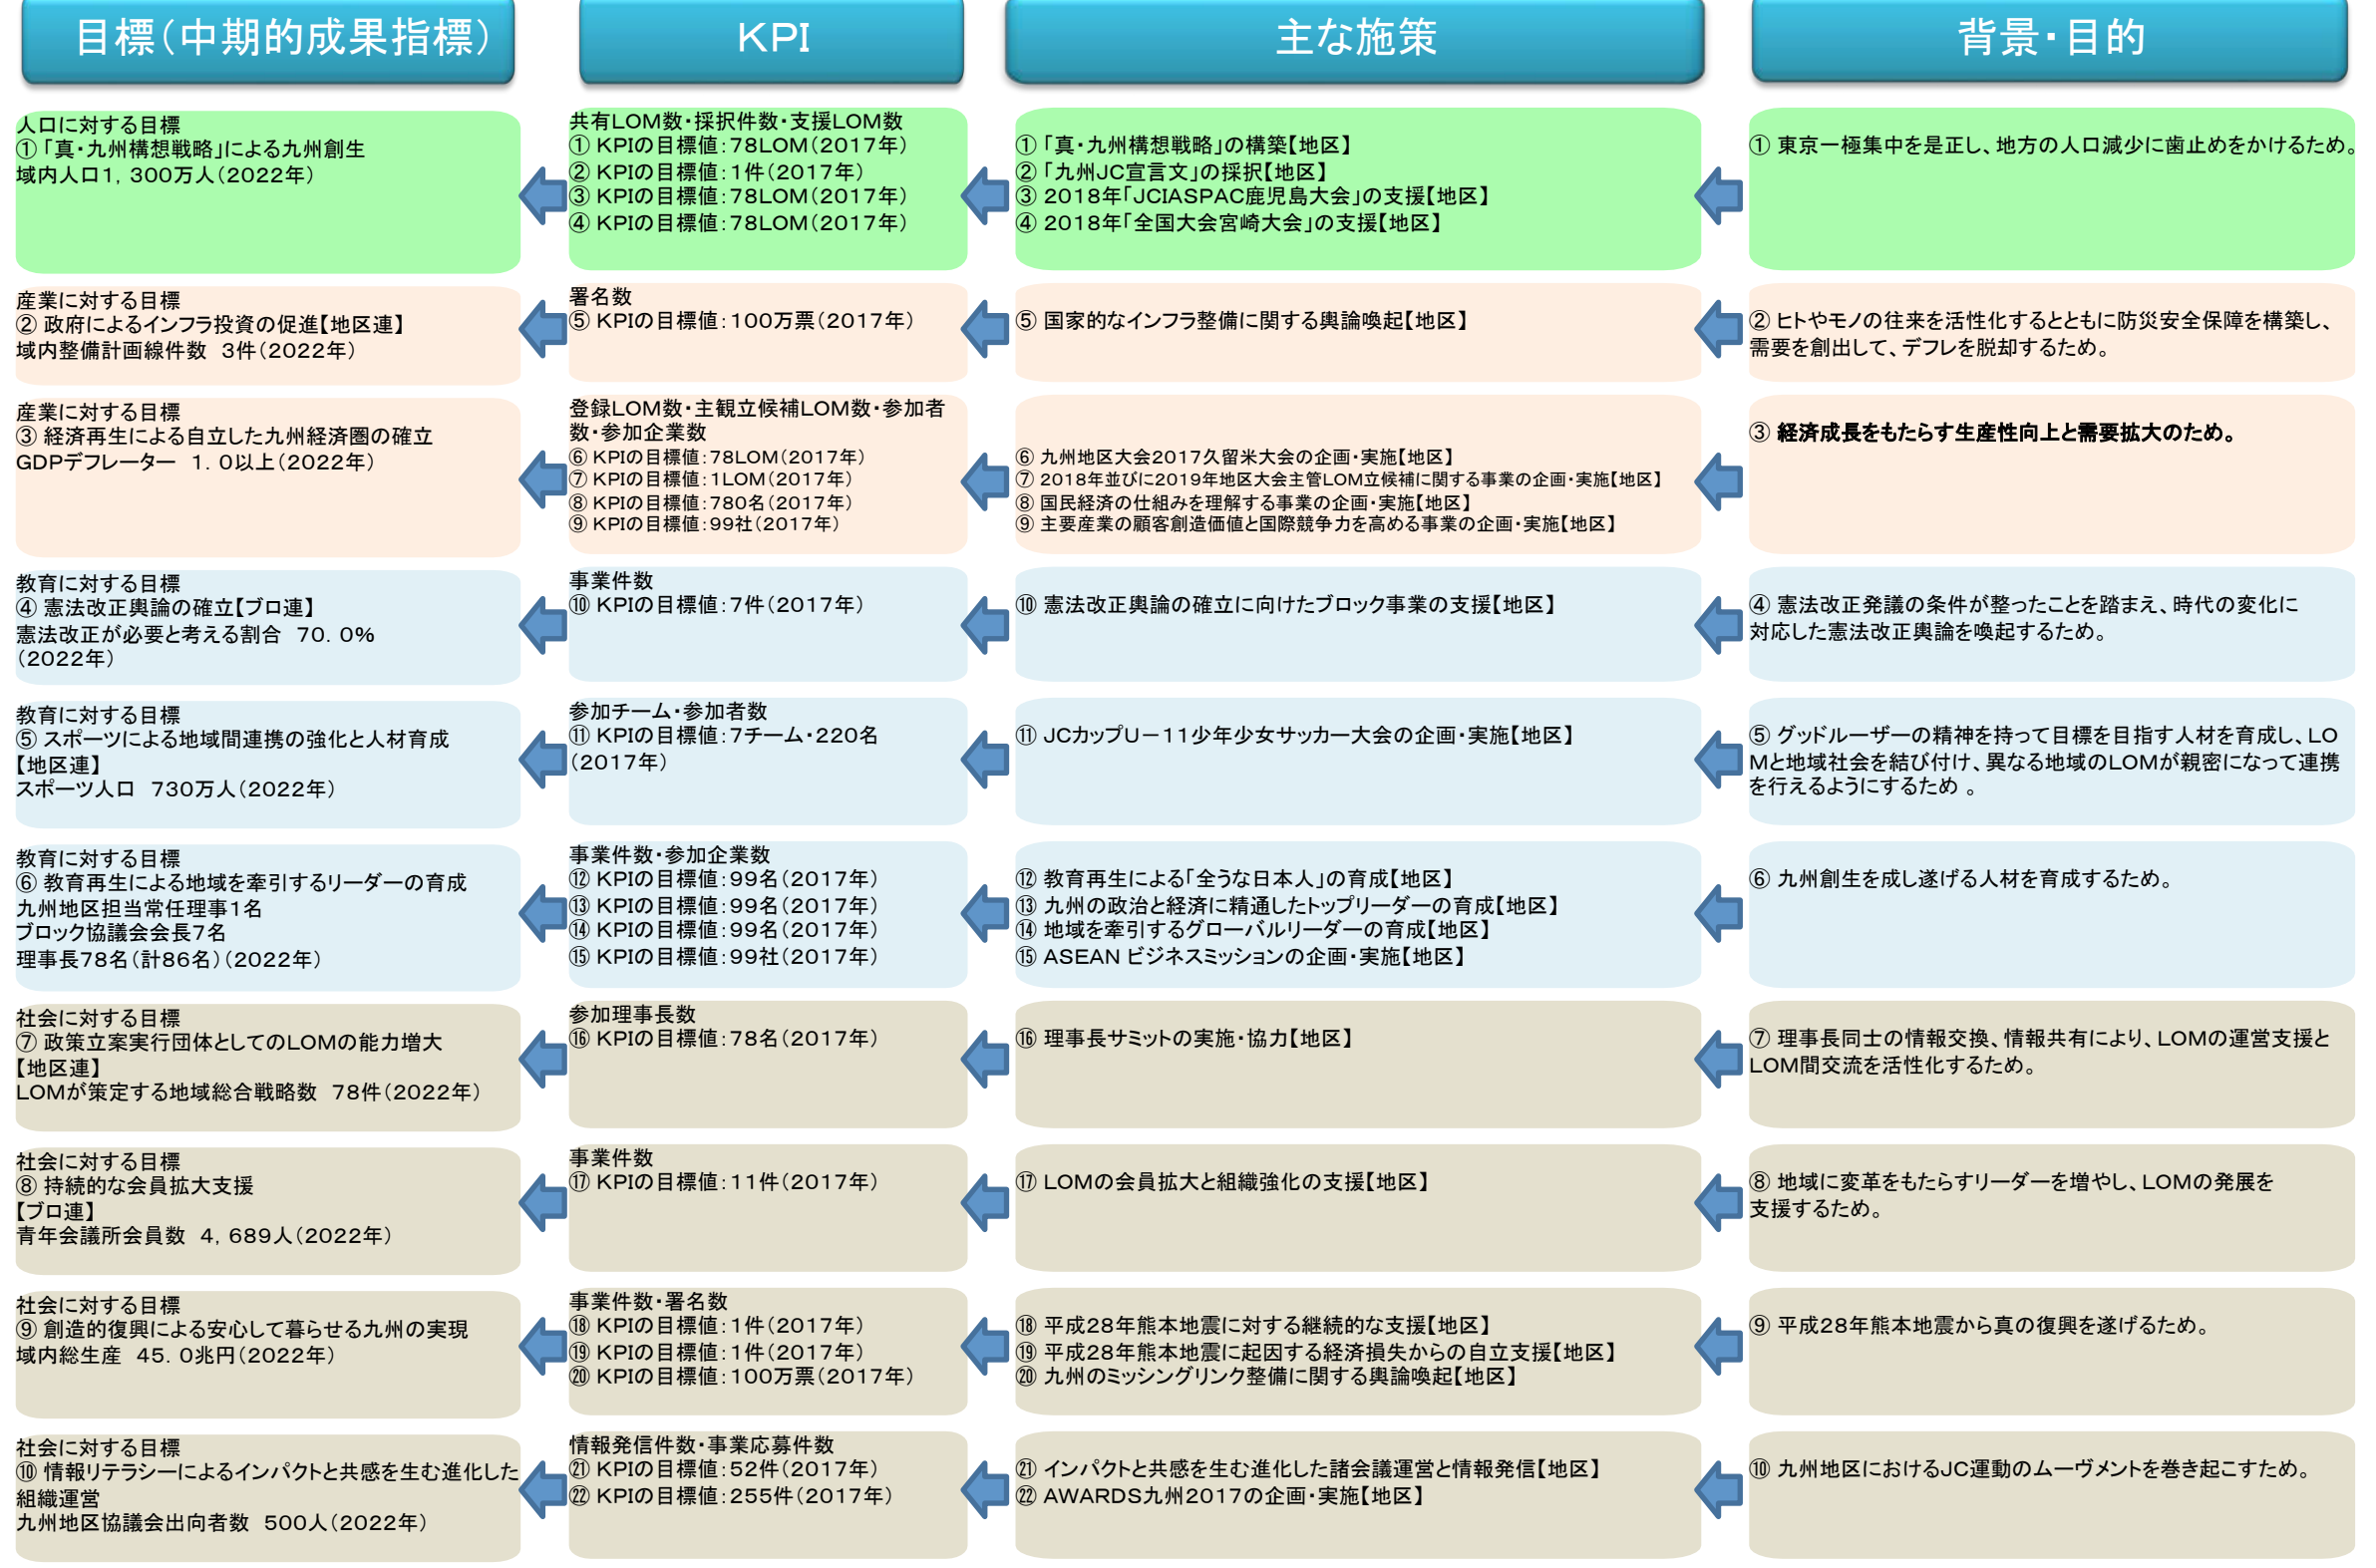 目標（中期的成果指標）
KPI
主な施策
背景・目的
人口に対する目標
①「真・九州構想戦略」による九州創生
域内人口1，300万人（2022年）
共有LOM数・採択件数・支援LOM数
① KPIの目標値：78LOM（2017年）
② KPIの目標値：1件（2017年）
③ KPIの目標値：78LOM（2017年）
④ KPIの目標値：78LOM（2017年）
①「真・九州構想戦略」の構築【地区】
②「九州JC宣言文」の採択【地区】
③ 2018年「JCIASPAC鹿児島大会」の支援【地区】
④ 2018年「全国大会宮崎大会」の支援【地区】
① 東京一極集中を是正し、地方の人口減少に歯止めをかけるため。
産業に対する目標
② 政府によるインフラ投資の促進【地区連】
域内整備計画線件数　3件（2022年）
署名数
⑤ KPIの目標値：100万票（2017年）
⑤ 国家的なインフラ整備に関する輿論喚起【地区】
② ヒトやモノの往来を活性化するとともに防災安全保障を構築し、
需要を創出して、デフレを脱却するため。
産業に対する目標
③ 経済再生による自立した九州経済圏の確立
GDPデフレーター　1．0以上（2022年）
登録LOM数・主観立候補LOM数・参加者
数・参加企業数
⑥ KPIの目標値：78LOM（2017年）
⑦ KPIの目標値：1LOM（2017年）
⑧ KPIの目標値：780名（2017年）
⑨ KPIの目標値：99社（2017年）
⑥ 九州地区大会2017久留米大会の企画・実施【地区】
⑦ 2018年並びに2019年地区大会主管LOM立候補に関する事業の企画・実施【地区】
⑧ 国民経済の仕組みを理解する事業の企画・実施【地区】
⑨ 主要産業の顧客創造価値と国際競争力を高める事業の企画・実施【地区】
③ 経済成長をもたらす生産性向上と需要拡大のため。
教育に対する目標
④ 憲法改正輿論の確立【ブロ連】
憲法改正が必要と考える割合　70．0%
（2022年）
事業件数
⑩ KPIの目標値：7件（2017年）
⑩ 憲法改正輿論の確立に向けたブロック事業の支援【地区】
④ 憲法改正発議の条件が整ったことを踏まえ、時代の変化に
対応した憲法改正輿論を喚起するため。
教育に対する目標
⑤ スポーツによる地域間連携の強化と人材育成
【地区連】
スポーツ人口　730万人（2022年）
参加チーム・参加者数
⑪ KPIの目標値：7チーム・220名
（2017年）
⑪ JCカップU－11少年少女サッカー大会の企画・実施【地区】
⑤ グッドルーザーの精神を持って目標を目指す人材を育成し、LO
Mと地域社会を結び付け、異なる地域のLOMが親密になって連携
を行えるようにするため 。
教育に対する目標
⑥ 教育再生による地域を牽引するリーダーの育成
九州地区担当常任理事1名
ブロック協議会会長7名
理事長78名（計86名）（2022年）
事業件数・参加企業数
⑫ KPIの目標値：99名（2017年）
⑬ KPIの目標値：99名（2017年）
⑭ KPIの目標値：99名（2017年）
⑮ KPIの目標値：99社（2017年）
⑫ 教育再生による「全うな日本人」の育成【地区】
⑬ 九州の政治と経済に精通したトップリーダーの育成【地区】
⑭ 地域を牽引するグローバルリーダーの育成【地区】
⑮ ASEAN ビジネスミッションの企画・実施【地区】
⑥ 九州創生を成し遂げる人材を育成するため。
社会に対する目標
⑦ 政策立案実行団体としてのLOMの能力増大
【地区連】
LOMが策定する地域総合戦略数　78件（2022年）
参加理事長数
⑯ KPIの目標値：78名（2017年）
⑯ 理事長サミットの実施・協力【地区】
⑦ 理事長同士の情報交換、情報共有により、LOMの運営支援と
LOM間交流を活性化するため。
社会に対する目標
⑧ 持続的な会員拡大支援
【ブロ連】
青年会議所会員数　4，689人（2022年）
事業件数
⑰ KPIの目標値：11件（2017年）
⑰ LOMの会員拡大と組織強化の支援【地区】
⑧ 地域に変革をもたらすリーダーを増やし、LOMの発展を
支援するため。
社会に対する目標
⑨ 創造的復興による安心して暮らせる九州の実現
域内総生産　45．0兆円（2022年）
事業件数・署名数
⑱ KPIの目標値：1件（2017年）
⑲ KPIの目標値：1件（2017年）
⑳ KPIの目標値：100万票（2017年）
⑱ 平成28年熊本地震に対する継続的な支援【地区】
⑲ 平成28年熊本地震に起因する経済損失からの自立支援【地区】
⑳ 九州のミッシングリンク整備に関する輿論喚起【地区】
⑨ 平成28年熊本地震から真の復興を遂げるため。
社会に対する目標
⑩ 情報リテラシーによるインパクトと共感を生む進化した
組織運営
九州地区協議会出向者数　500人（2022年）
情報発信件数・事業応募件数
㉑ KPIの目標値：52件（2017年）
㉒ KPIの目標値：255件（2017年）
㉑ インパクトと共感を生む進化した諸会議運営と情報発信【地区】
㉒ AWARDS九州2017の企画・実施【地区】
⑩ 九州地区におけるJC運動のムーヴメントを巻き起こすため。